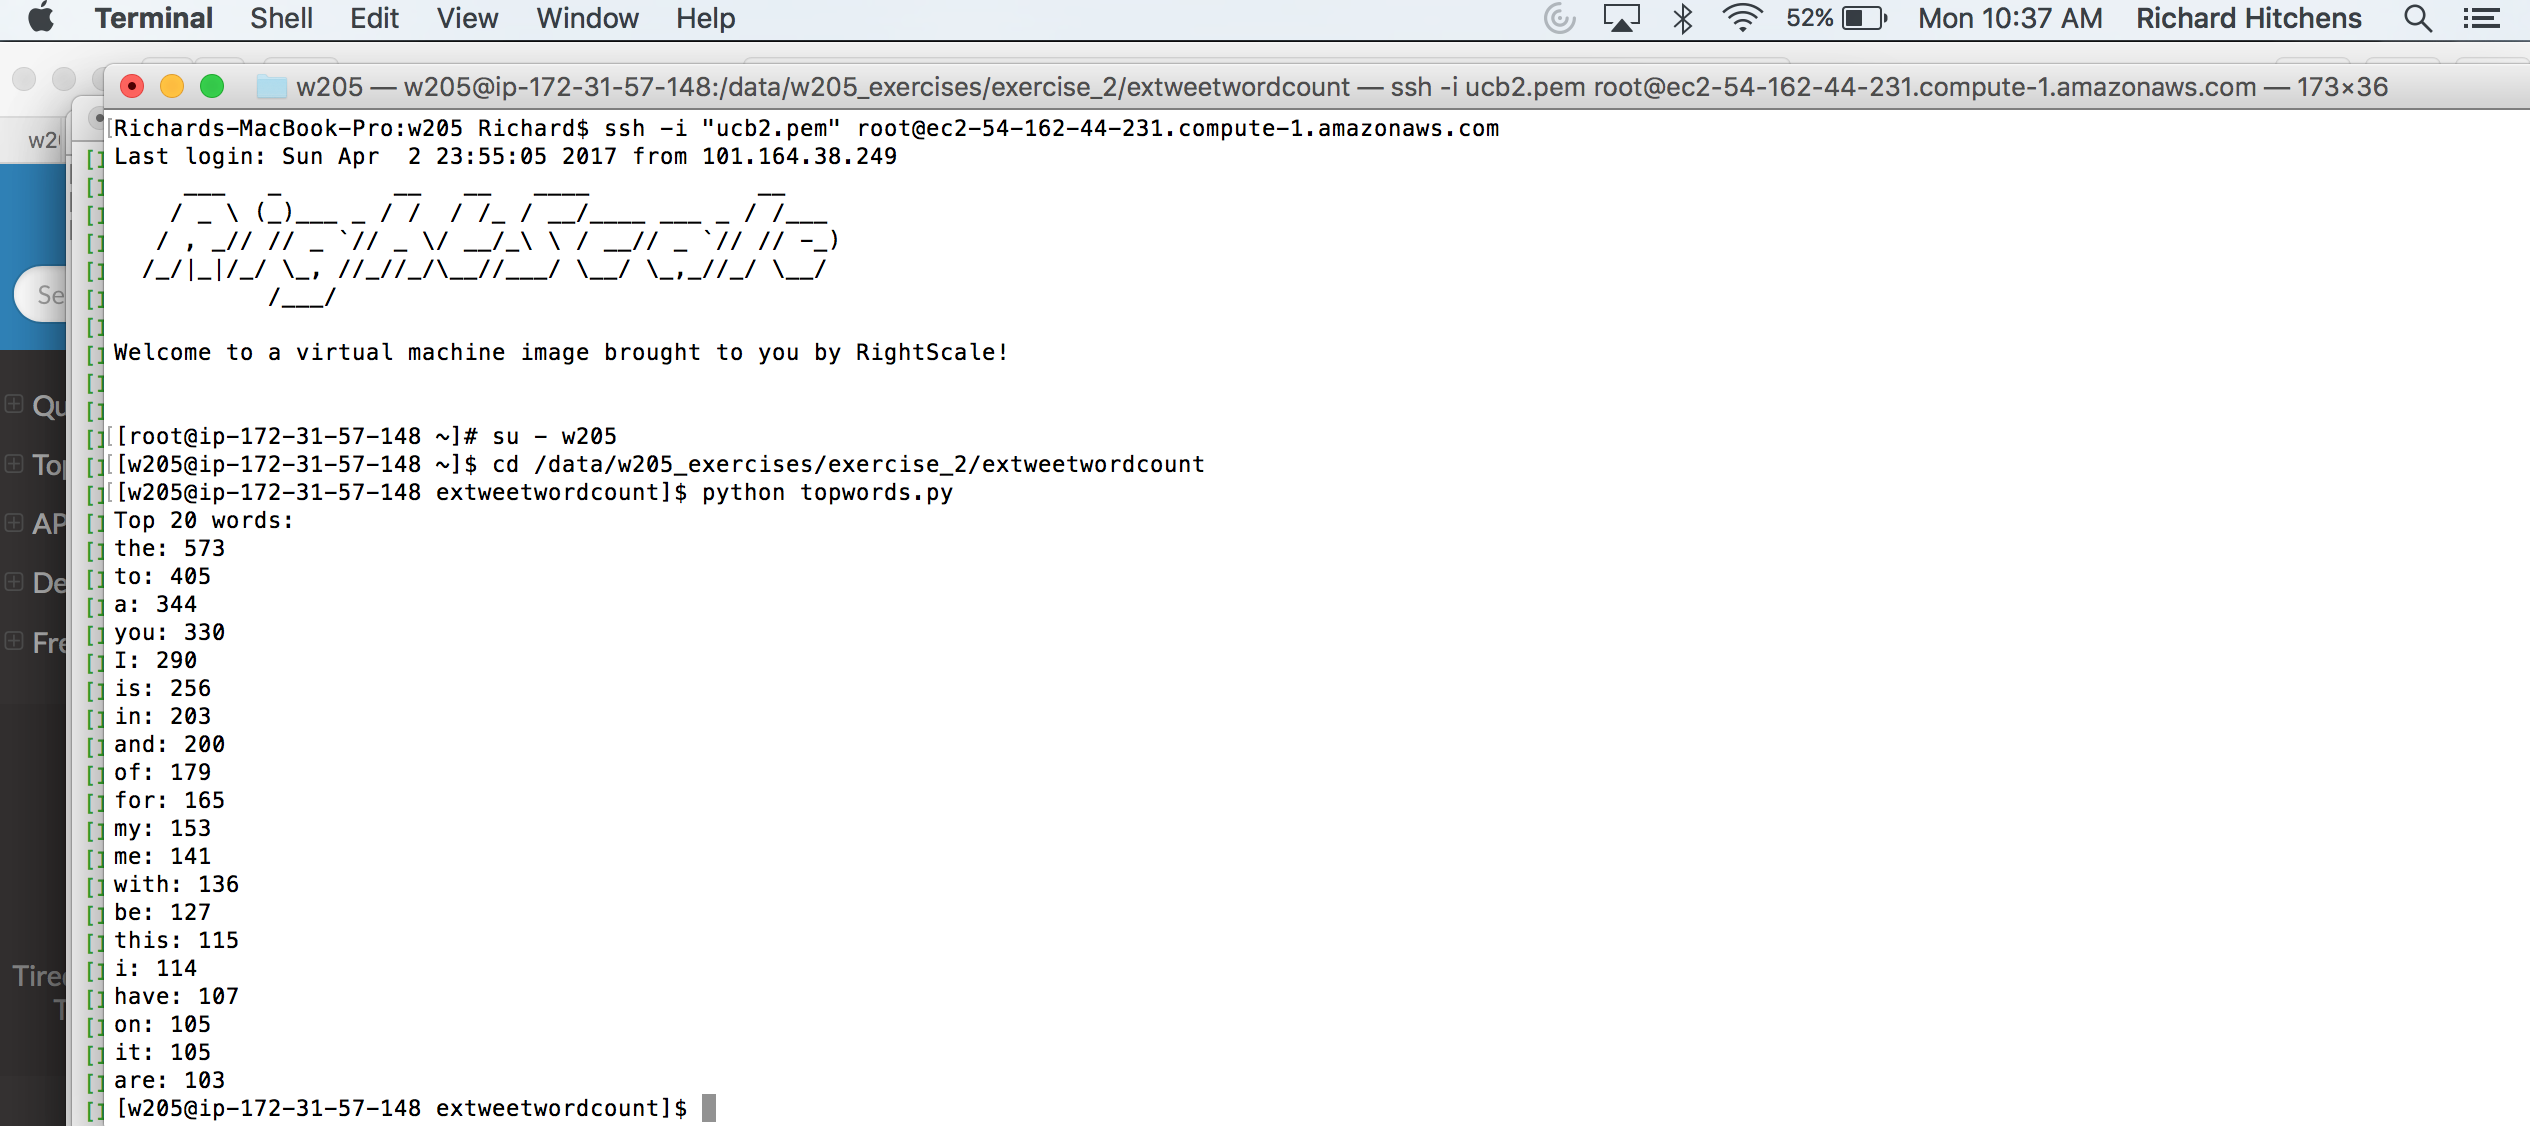 Terminal Shell Edit View Window Help 52% Mon 10:37 AM Richard Hitchens
w205 — w205@ip-172-31-57-148:/data/w205_exercises/exercise_2/extweetwordcount — ssh -i ucb2.pem root@ec2-54-162-44-231.compute-1.amazonaws.com — 173×36
Richards-MacBook-Pro:w205 Richard$ ssh -i "ucb2.pem" root@ec2-54-162-44-231.compute-1.amazonaws.com
Last login: Sun Apr  2 23:55:05 2017 from 101.164.38.249
RightScale
Welcome to a virtual machine image brought to you by RightScale!
[root@ip-172-31-57-148 ~]# su - w205
[w205@ip-172-31-57-148 ~]$ cd /data/w205_exercises/exercise_2/extweetwordcount
[w205@ip-172-31-57-148 extweetwordcount]$ python topwords.py
Top 20 words:
the: 573
to: 405
a: 344
you: 330
I: 290
is: 256
in: 203
and: 200
of: 179
for: 165
my: 153
me: 141
with: 136
be: 127
this: 115
i: 114
have: 107
on: 105
it: 105
are: 103
[w205@ip-172-31-57-148 extweetwordcount]$